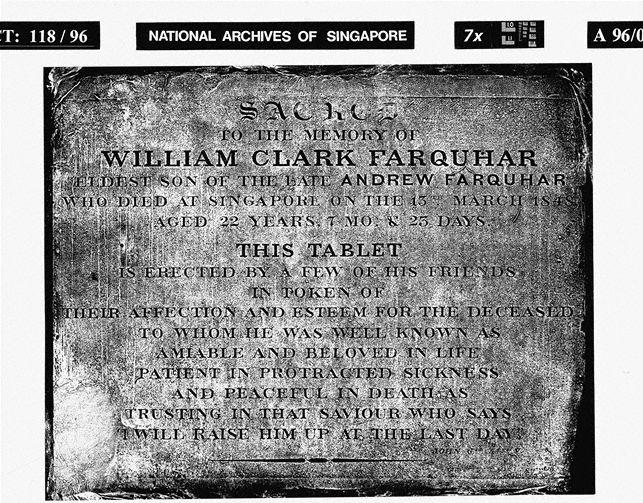 CT: 118 / 96
NATIONAL ARCHIVES OF SINGAPORE
7x
A 96/0
SACRED
TO THE MEMORY OF
WILLIAM CLARK FARQUHAR
ELDEST SON OF THE LATE ANDREW FARQUHAR
WHO DIED AT SINGAPORE ON THE 15TH MARCH 1848
AGED 22 YEARS, 7 MO: & 23 DAYS.
THIS TABLET
IS ERECTED BY A FEW OF HIS FRIENDS
IN TOKEN OF
THEIR AFFECTION AND ESTEEM FOR THE DECEASED
TO WHOM HE WAS WELL KNOWN AS
AMIABLE AND BELOVED IN LIFE
PATIENT IN PROTRACTED SICKNESS
AND PEACEFUL IN DEATH AS
TRUSTING IN THAT SAVIOUR WHO SAYS
I WILL RAISE HIM UP AT THE LAST DAY
JOHN